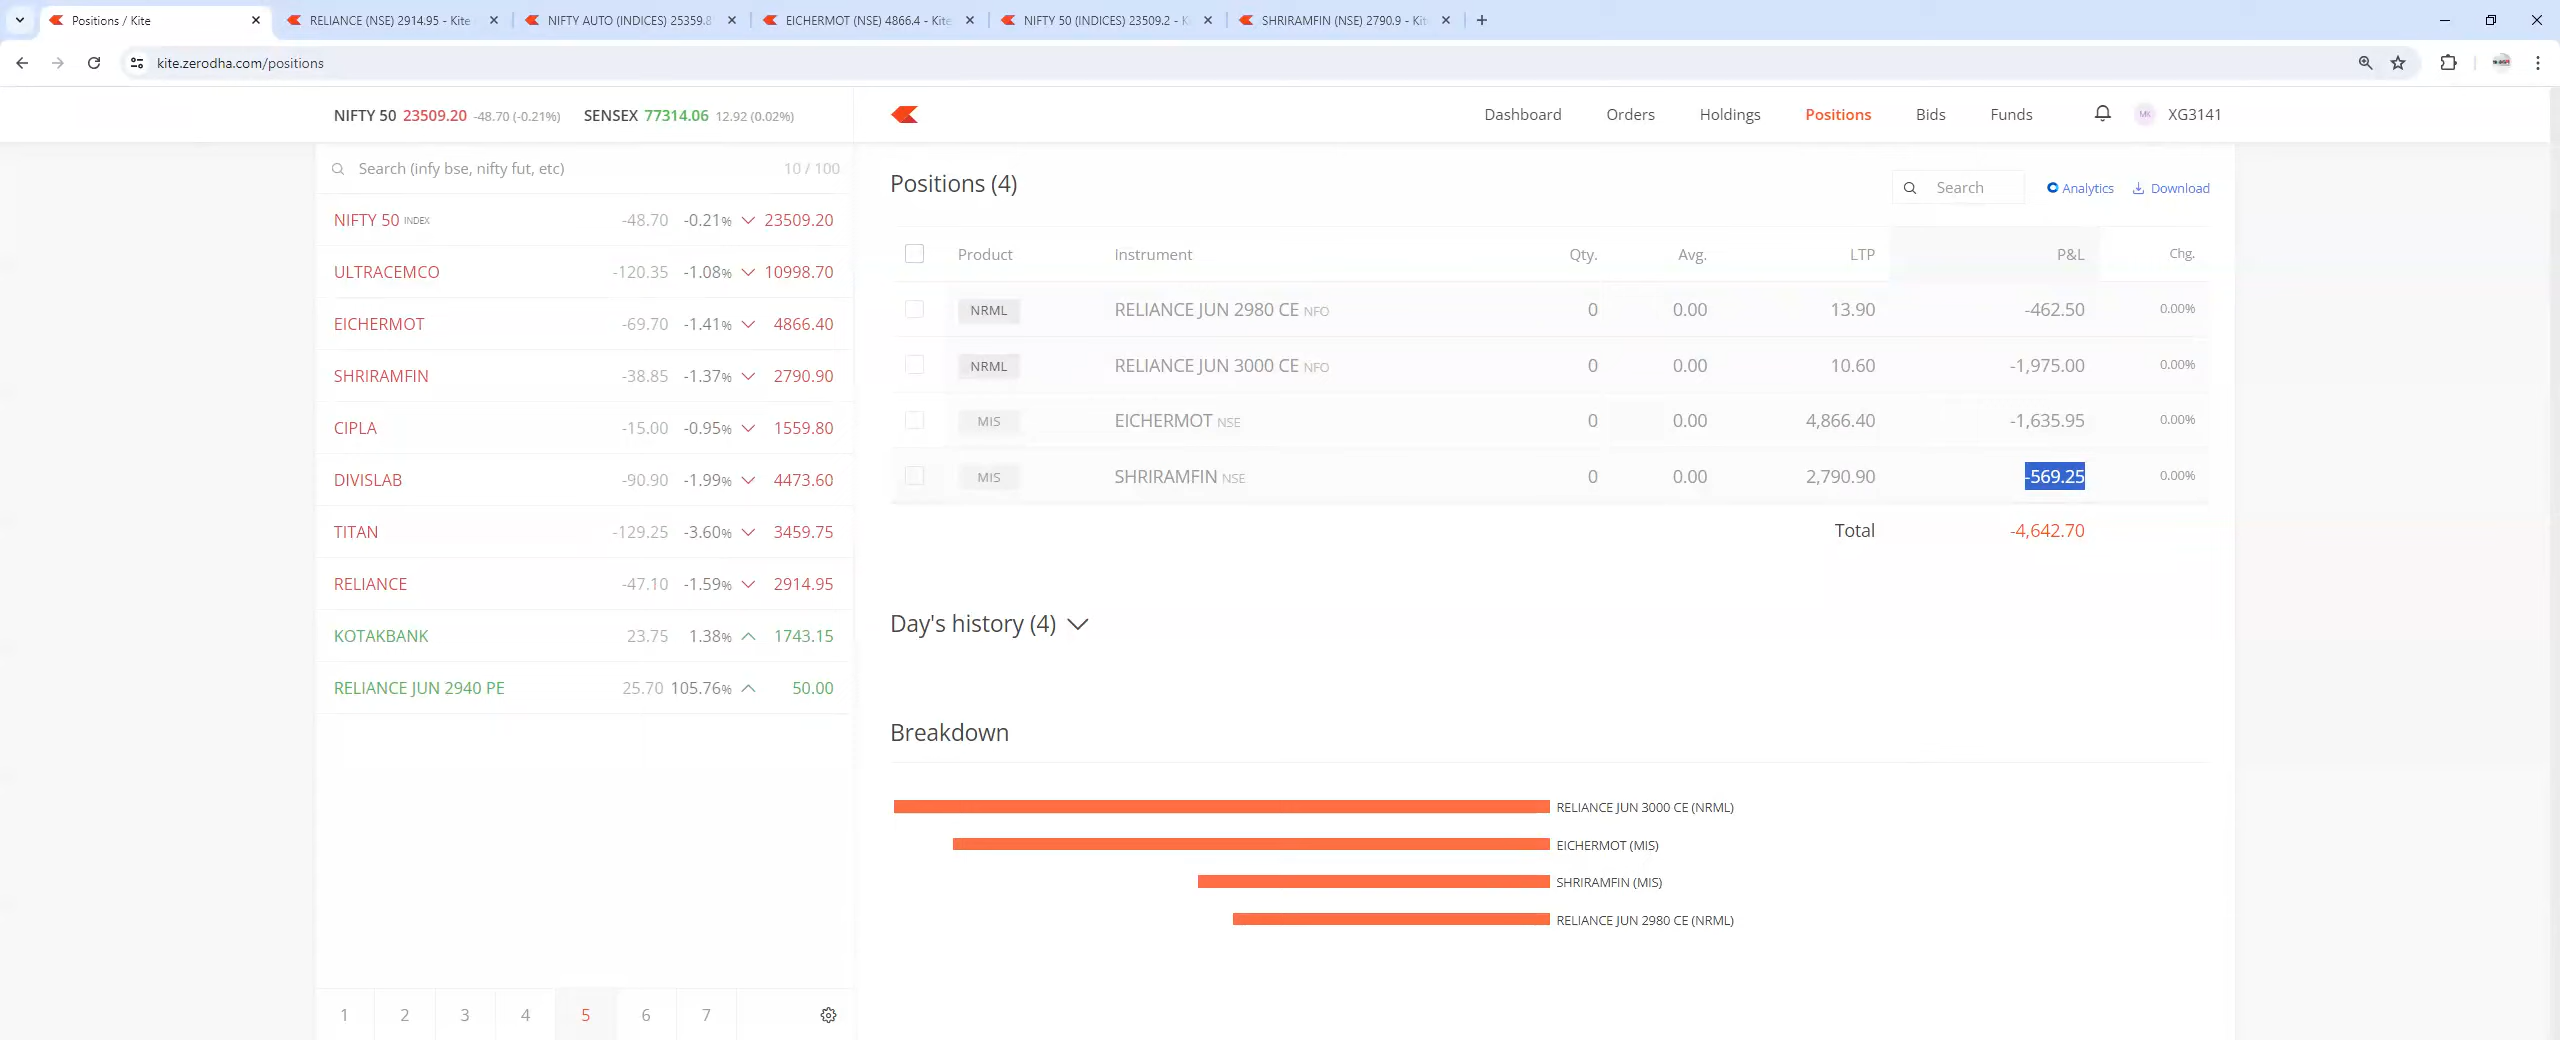 Positions / Kite
RELIANCE (NSE) 2914.95 - Kite
NIFTY AUTO (INDICES) 25359.8
EICHERMOT (NSE) 4866.4 - Kite
NIFTY 50 (INDICES) 23509.2 - K
SHRIRAMFIN (NSE) 2790.9 - Kit
kite.zerodha.com/positions
NIFTY 50 23509.20 -48.70 (-0.21%) SENSEX 77314.06 12.92 (0.02%)
Dashboard Orders Holdings Positions Bids Funds MK XG3141
Search (infy bse, nifty fut, etc) 10 / 100
NIFTY 50 INDEX -48.70 -0.21% 23509.20
ULTRACEMCO -120.35 -1.08% 10998.70
EICHERMOT -69.70 -1.41% 4866.40
SHRIRAMFIN -38.85 -1.37% 2790.90
CIPLA -15.00 -0.95% 1559.80
DIVISLAB -90.90 -1.99% 4473.60
TITAN -129.25 -3.60% 3459.75
RELIANCE -47.10 -1.59% 2914.95
KOTAKBANK 23.75 1.38% 1743.15
RELIANCE JUN 2940 PE 25.70 105.76% 50.00
1 2 3 4 5 6 7
Positions (4)
Search Analytics Download
Product Instrument Qty. Avg. LTP P&L Chg.
NRML RELIANCE JUN 2980 CE NFO 0 0.00 13.90 -462.50 0.00%
NRML RELIANCE JUN 3000 CE NFO 0 0.00 10.60 -1,975.00 0.00%
MIS EICHERMOT NSE 0 0.00 4,866.40 -1,635.95 0.00%
MIS SHRIRAMFIN NSE 0 0.00 2,790.90 -569.25 0.00%
Total -4,642.70
Day's history (4)
Breakdown
RELIANCE JUN 3000 CE (NRML)
EICHERMOT (MIS)
SHRIRAMFIN (MIS)
RELIANCE JUN 2980 CE (NRML)